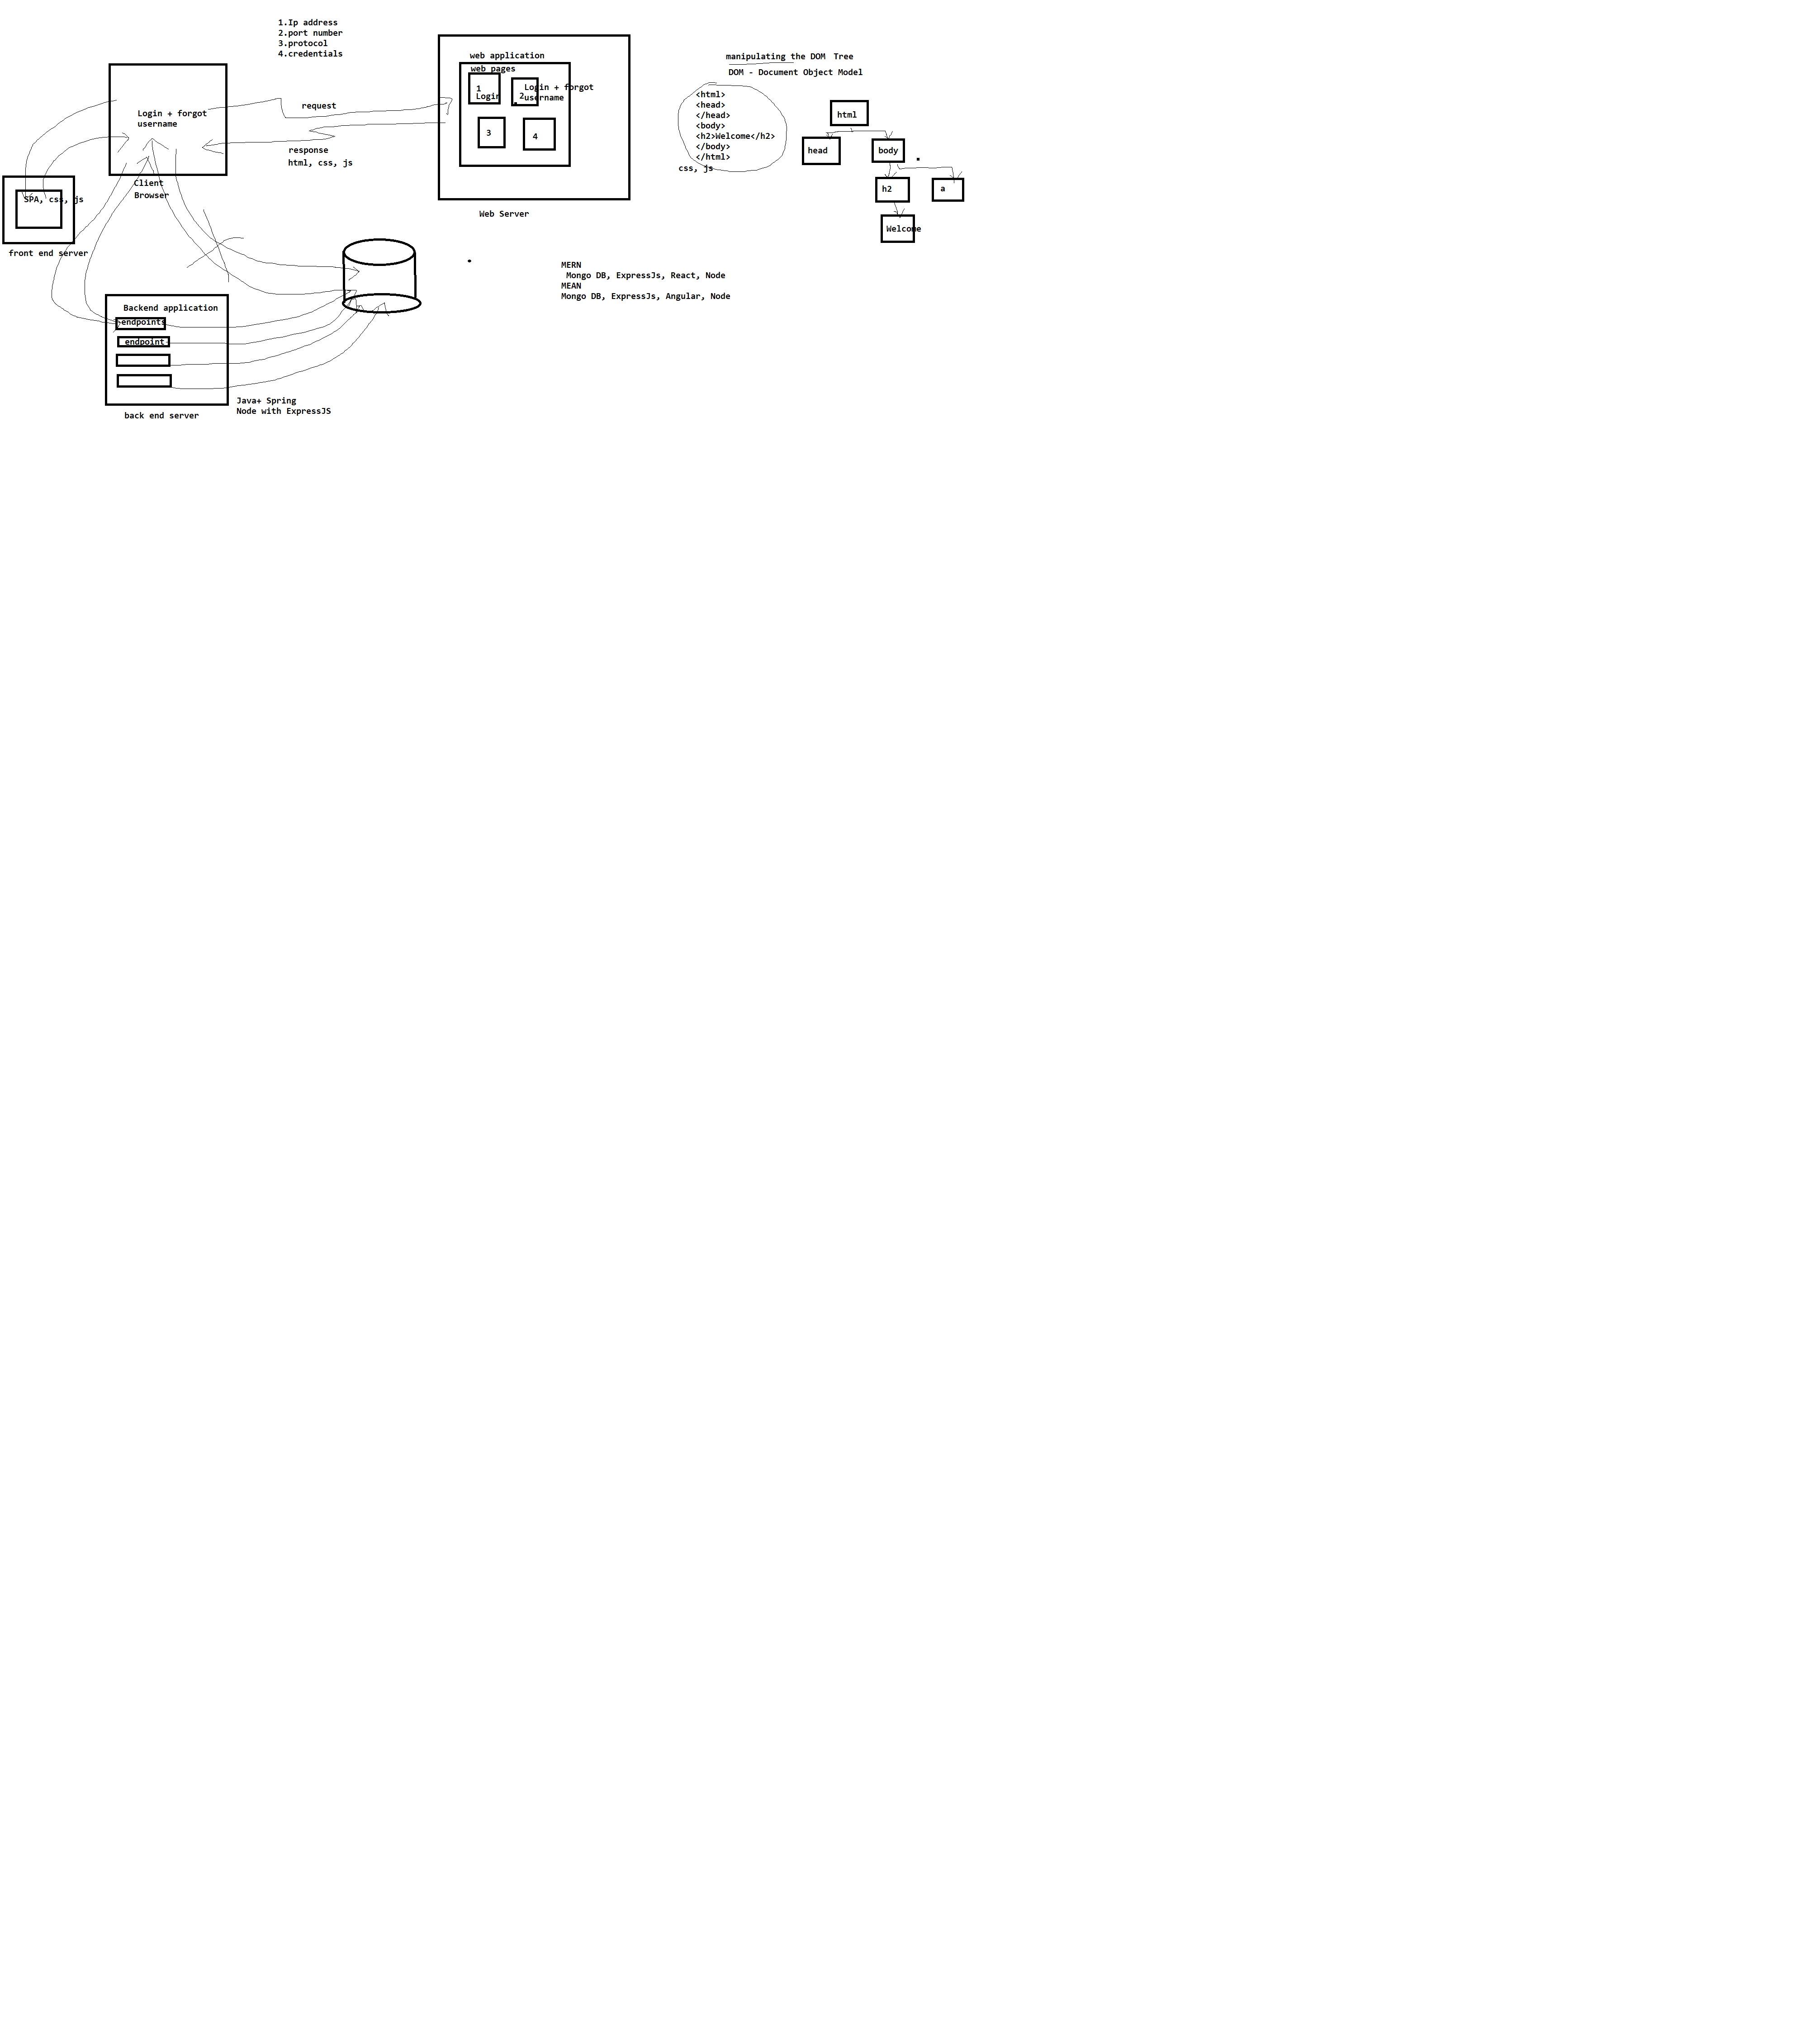 1.Ip address
2.port number
3.protocol
4.credentials
Login + forgot
username
Client
Browser
request
response
html, css, js
web application
web pages
1
Login
2
Login + forgot
username
3
4
Web Server
manipulating the DOM Tree
DOM - Document Object Model
<html>
<head>
</head>
<body>
<h2>Welcome</h2>
</body>
</html>
css, js
html
head
body
h2
a
Welcome
SPA, css, js
front end server
MERN
Mongo DB, ExpressJs, React, Node
MEAN
Mongo DB, ExpressJs, Angular, Node
Backend application
endpoints
endpoint
back end server
Java+ Spring
Node with ExpressJS